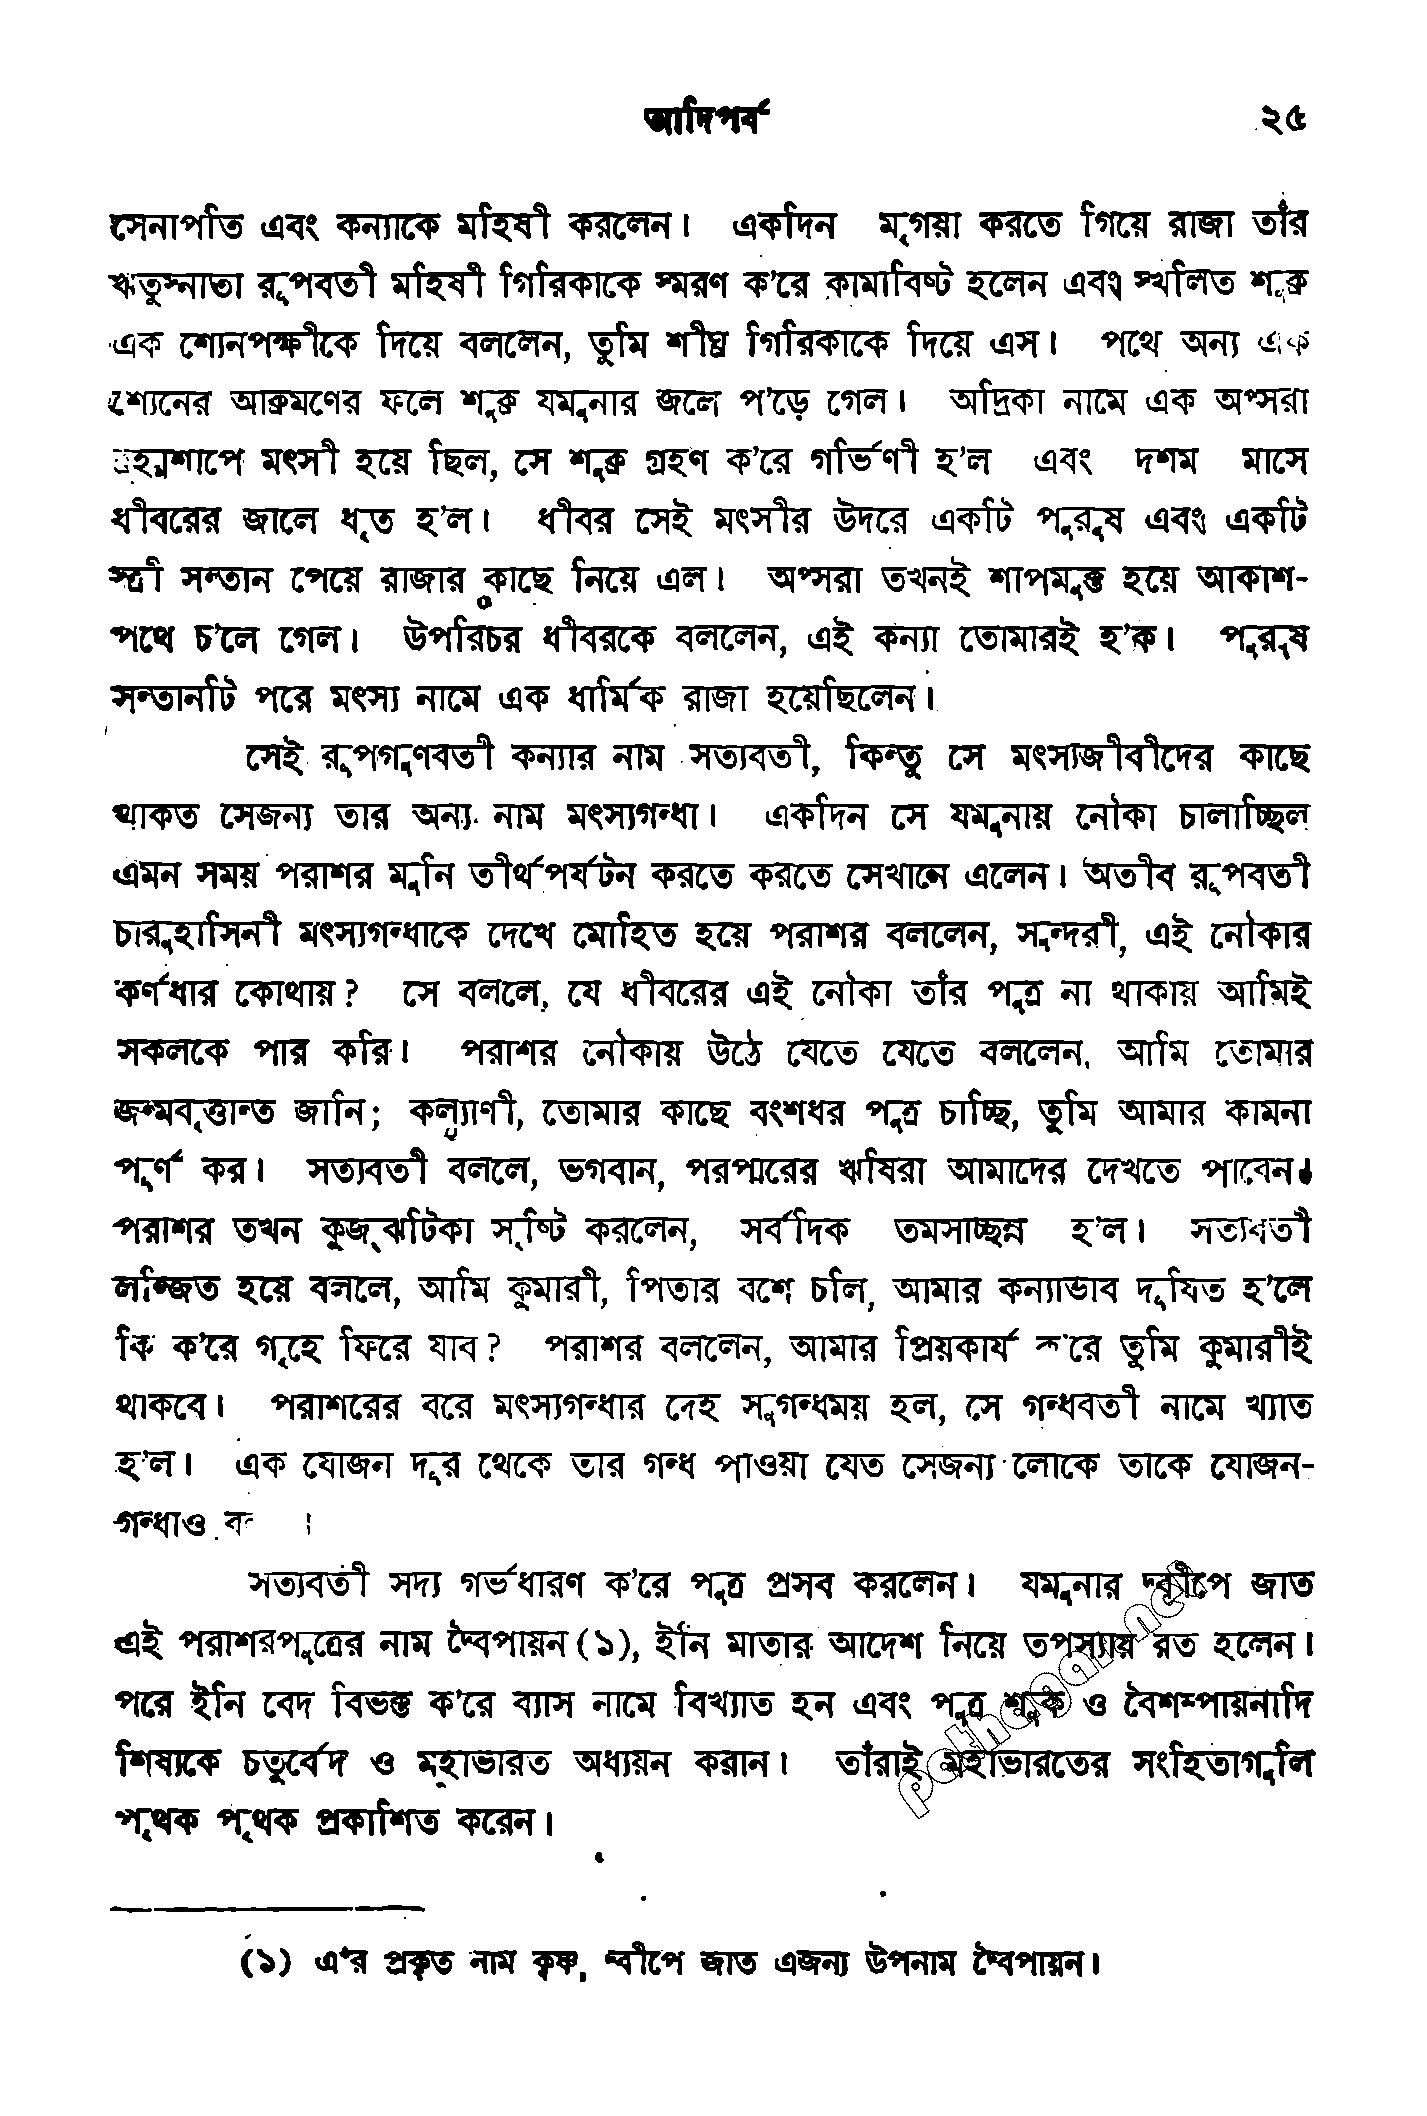 আদিপর্ব ২৫
সেনাপতি এবং কন্যাকে মহিষী করলেন। একদিন মৃগয়া করতে গিয়ে রাজা তাঁর
ঋতুস্নাতা রূপবতী মহিষী গিরিকাকে স্মরণ ক'রে কামাবিষ্ট হলেন এবং স্খলিত শুক্র
এক শ্যেনপক্ষীকে দিয়ে বললেন, তুমি শীঘ্র গিরিকাকে দিয়ে এস। পথে অন্য এক
শ্যেনের আক্রমণের ফলে শুক্র যমুনার জলে প'ড়ে গেল। অদ্রিকা নামে এক অপ্সরা
ব্রহ্মশাপে মৎসী হয়ে ছিল, সে শুক্র গ্রহণ ক'রে গর্ভিণী হ'ল এবং দশম মাসে
ধীবরের জালে ধৃত হ'ল। ধীবর সেই মৎসীর উদরে একটি পুরুষ এবং একটি
স্ত্রী সন্তান পেয়ে রাজার কাছে নিয়ে এল। অপ্সরা তখনই শাপমুক্ত হয়ে আকাশ-
পথে চ'লে গেল। উপরিচর ধীবরকে বললেন, এই কন্যা তোমারই হ'ক। পুরুষ
সন্তানটি পরে মৎস্য নামে এক ধার্মিক রাজা হয়েছিলেন।
সেই রূপগুণবতী কন্যার নাম সত্যবতী, কিন্তু সে মৎস্যজীবীদের কাছে
থাকত সেজন্য তার অন্য নাম মৎস্যগন্ধা। একদিন সে যমুনায় নৌকা চালাচ্ছিল
এমন সময় পরাশর মুনি তীর্থপর্যটন করতে করতে সেখানে এলেন। অতীব রূপবতী
চারুহাসিনী মৎস্যগন্ধাকে দেখে মোহিত হয়ে পরাশর বললেন, সুন্দরী, এই নৌকার
কর্ণধার কোথায়? সে বললে, যে ধীবরের এই নৌকা তাঁর পুত্র না থাকায় আমিই
সকলকে পার করি। পরাশর নৌকায় উঠে যেতে যেতে বললেন, আমি তোমার
জন্মবৃত্তান্ত জানি; কল্যাণী, তোমার কাছে বংশধর পুত্র চাচ্ছি, তুমি আমার কামনা
পূর্ণ কর। সত্যবতী বললে, ভগবান, পরপারের ঋষিরা আমাদের দেখতে পাবেন।
পরাশর তখন কুজ্ঝটিকা সৃষ্টি করলেন, সর্বদিক তমসাচ্ছন্ন হ'ল। সত্যবতী
লজ্জিত হয়ে বললে, আমি কুমারী, পিতার বশে চলি, আমার কন্যাভাব দূষিত হ'লে
কি ক'রে গৃহে ফিরে যাব? পরাশর বললেন, আমার প্রিয়কার্য ক'রে তুমি কুমারীই
থাকবে। পরাশরের বরে মৎস্যগন্ধার দেহ সুগন্ধময় হল, সে গন্ধবতী নামে খ্যাত
হ'ল। এক যোজন দূর থেকে তার গন্ধ পাওয়া যেত সেজন্য লোকে তাকে যোজন-
গন্ধাও
সত্যবতী সদ্য গর্ভধারণ ক'রে পুত্র প্রসব করলেন। যমুনার দ্বীপে জাত
এই পরাশরপুত্রের নাম দ্বৈপায়ন(১), ইনি মাতার আদেশ নিয়ে তপস্যায় রত হলেন।
পরে ইনি বেদ বিভক্ত ক'রে ব্যাস নামে বিখ্যাত হন এবং পুত্র শুক ও বৈশম্পায়নাদি
শিষ্যকে চতুর্বেদ ও মহাভারত অধ্যয়ন করান। তাঁরাই মহাভারতের সংহিতাগুলি
পৃথক পৃথক প্রকাশিত করেন।
(১) এঁর প্রকৃত নাম কৃষ্ণ, দ্বীপে জাত এজন্য উপনাম দ্বৈপায়ন।
pathagar.net